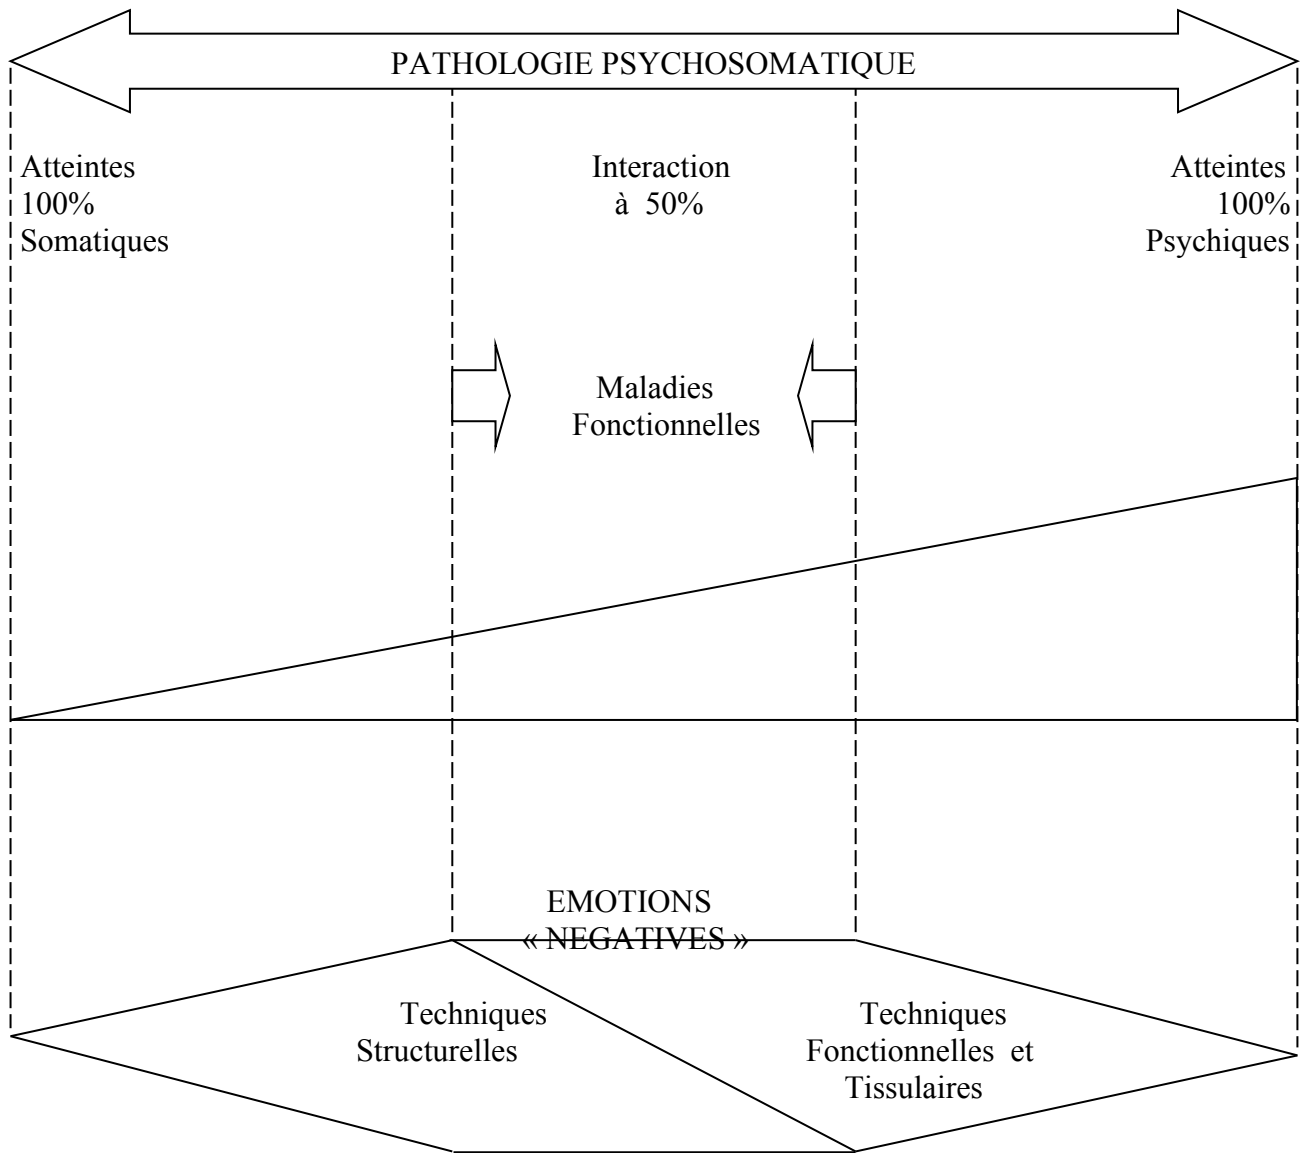 PATHOLOGIE PSYCHOSOMATIQUE
Atteintes
100%
Somatiques
Interaction
à 50%
Atteintes
100%
Psychiques
Maladies
Fonctionnelles
EMOTIONS
« NEGATIVES »
Techniques
Structurelles
Techniques
Fonctionnelles et
Tissulaires